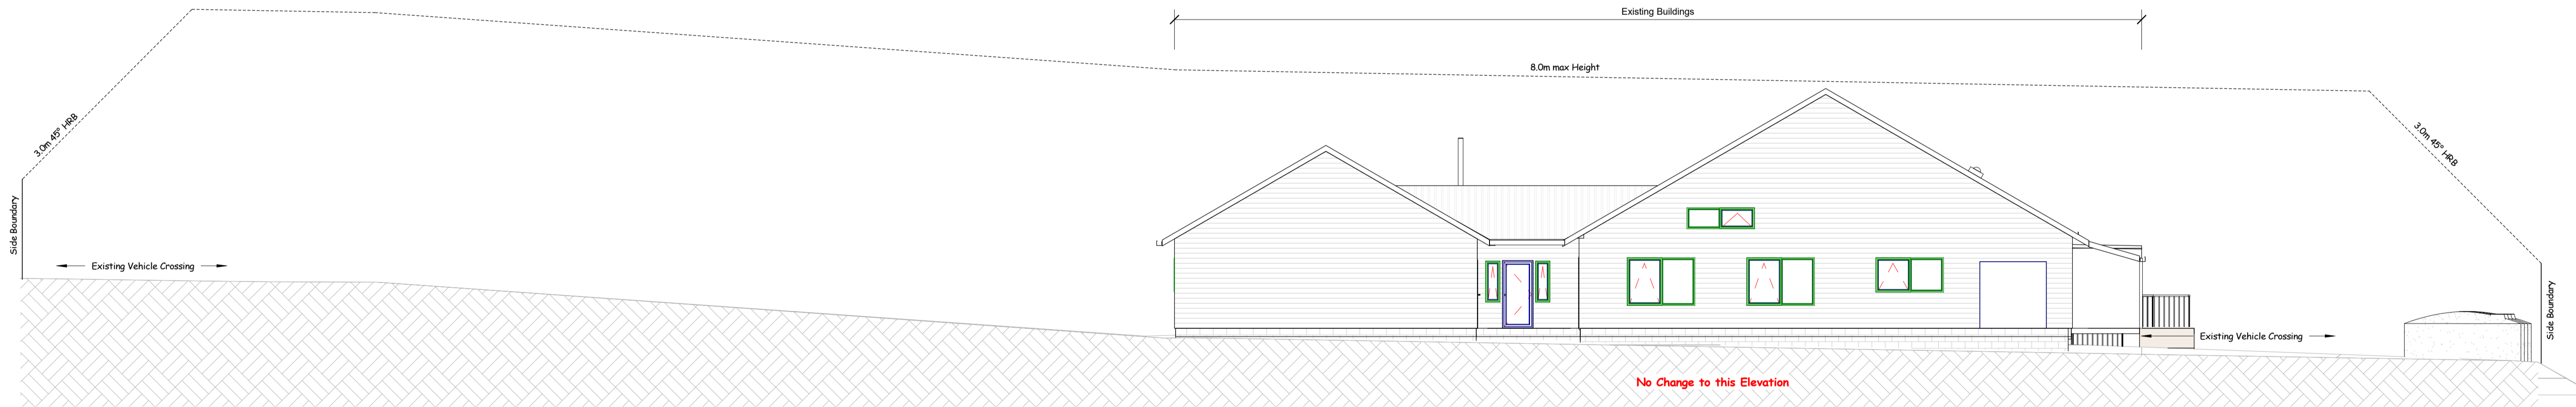 Existing Buildings
8.0m max Height
3.0m 45° HRB
3.0m 45° HRB
Side Boundary
Existing Vehicle Crossing
Side Boundary
Existing Vehicle Crossing
No Change to this Elevation